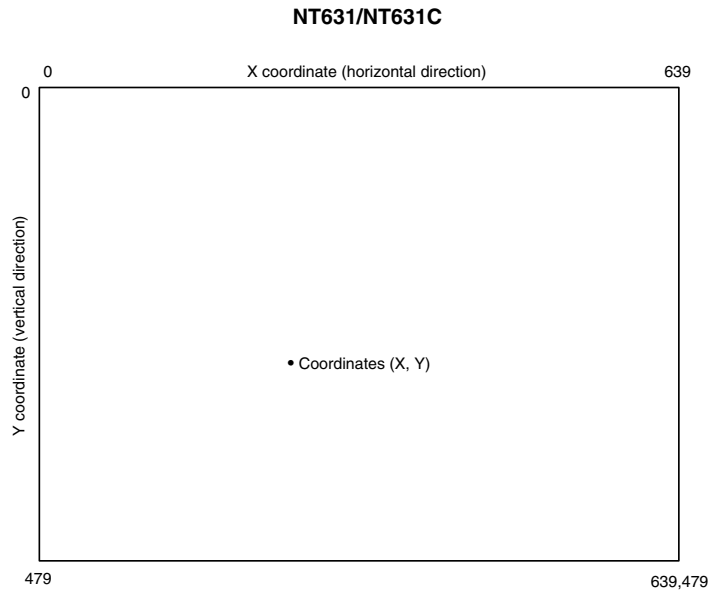 NT631/NT631C
0 X coordinate (horizontal direction) 639
0
Y coordinate (vertical direction)
• Coordinates (X, Y)
479 639,479